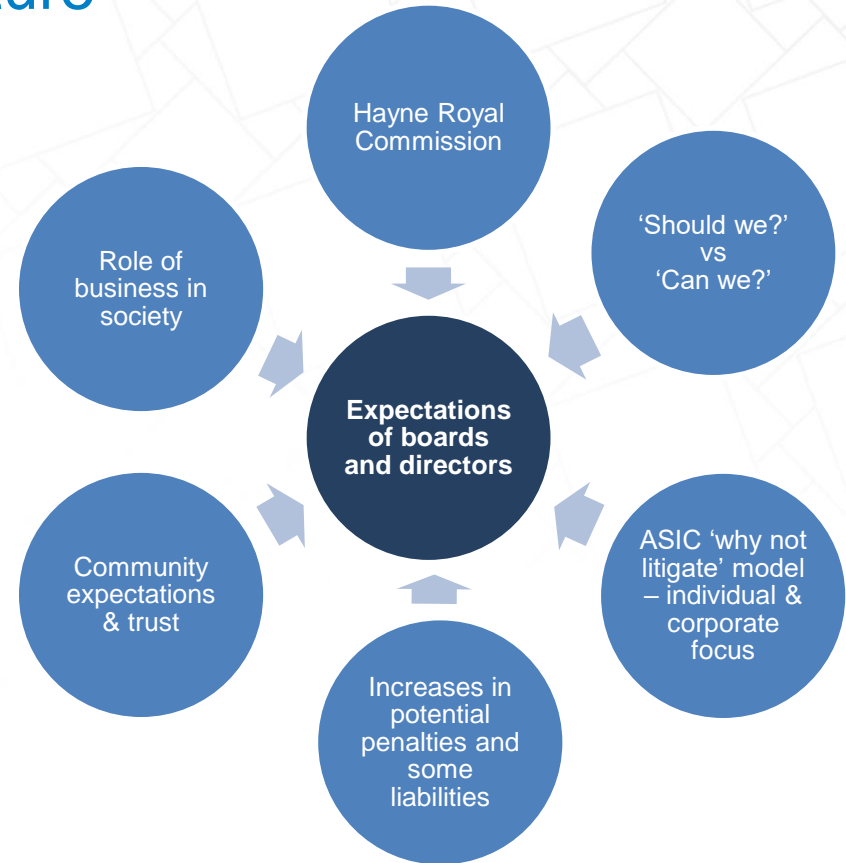 Hayne Royal
Commission
‘Should we?’
vs
‘Can we?’
Role of
business in
society
Expectations
of boards
and directors
ASIC ‘why not
litigate’ model
– individual &
corporate
focus
Community
expectations
& trust
Increases in
potential
penalties and
some
liabilities